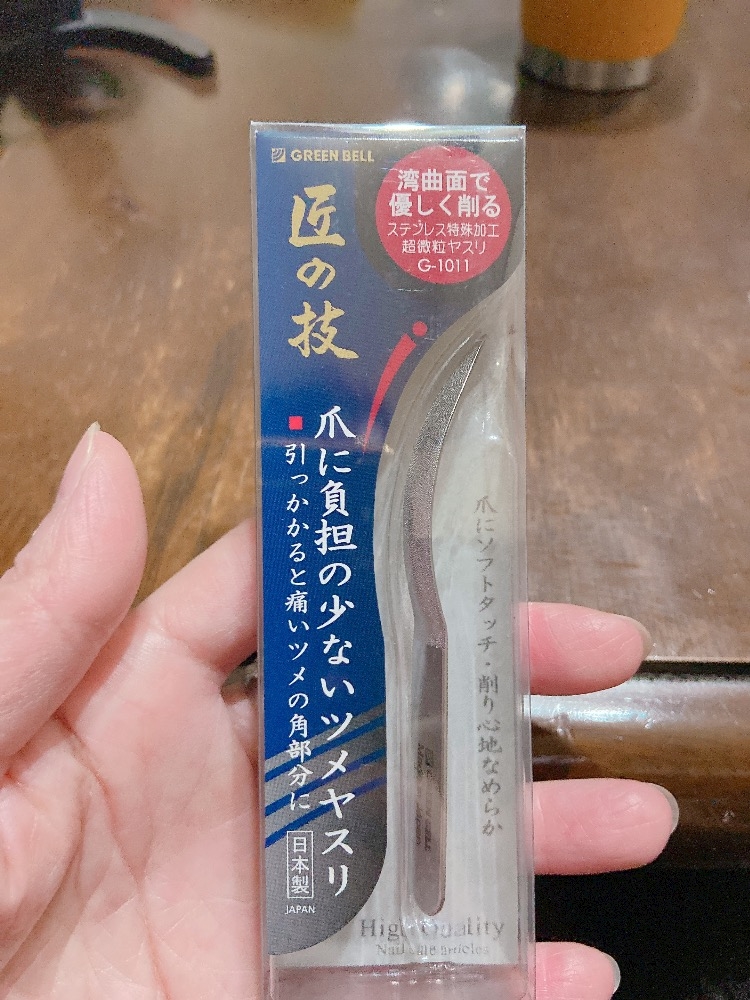 GREEN BELL
湾曲面で
優しく削る
ステンレス特殊加工
超微粒ヤスリ
G-1011
匠の技
爪に負担の少ないツメヤスリ
引っかかると痛いツメの角部分に
日本製
JAPAN
爪にソフトタッチ・削り心地なめらか
High Quality
Nail care articles